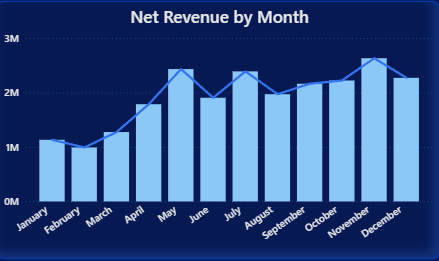 Net Revenue by Month
3M
2M
1M
0M
January
February
March
April
May
June
July
August
September
October
November
December